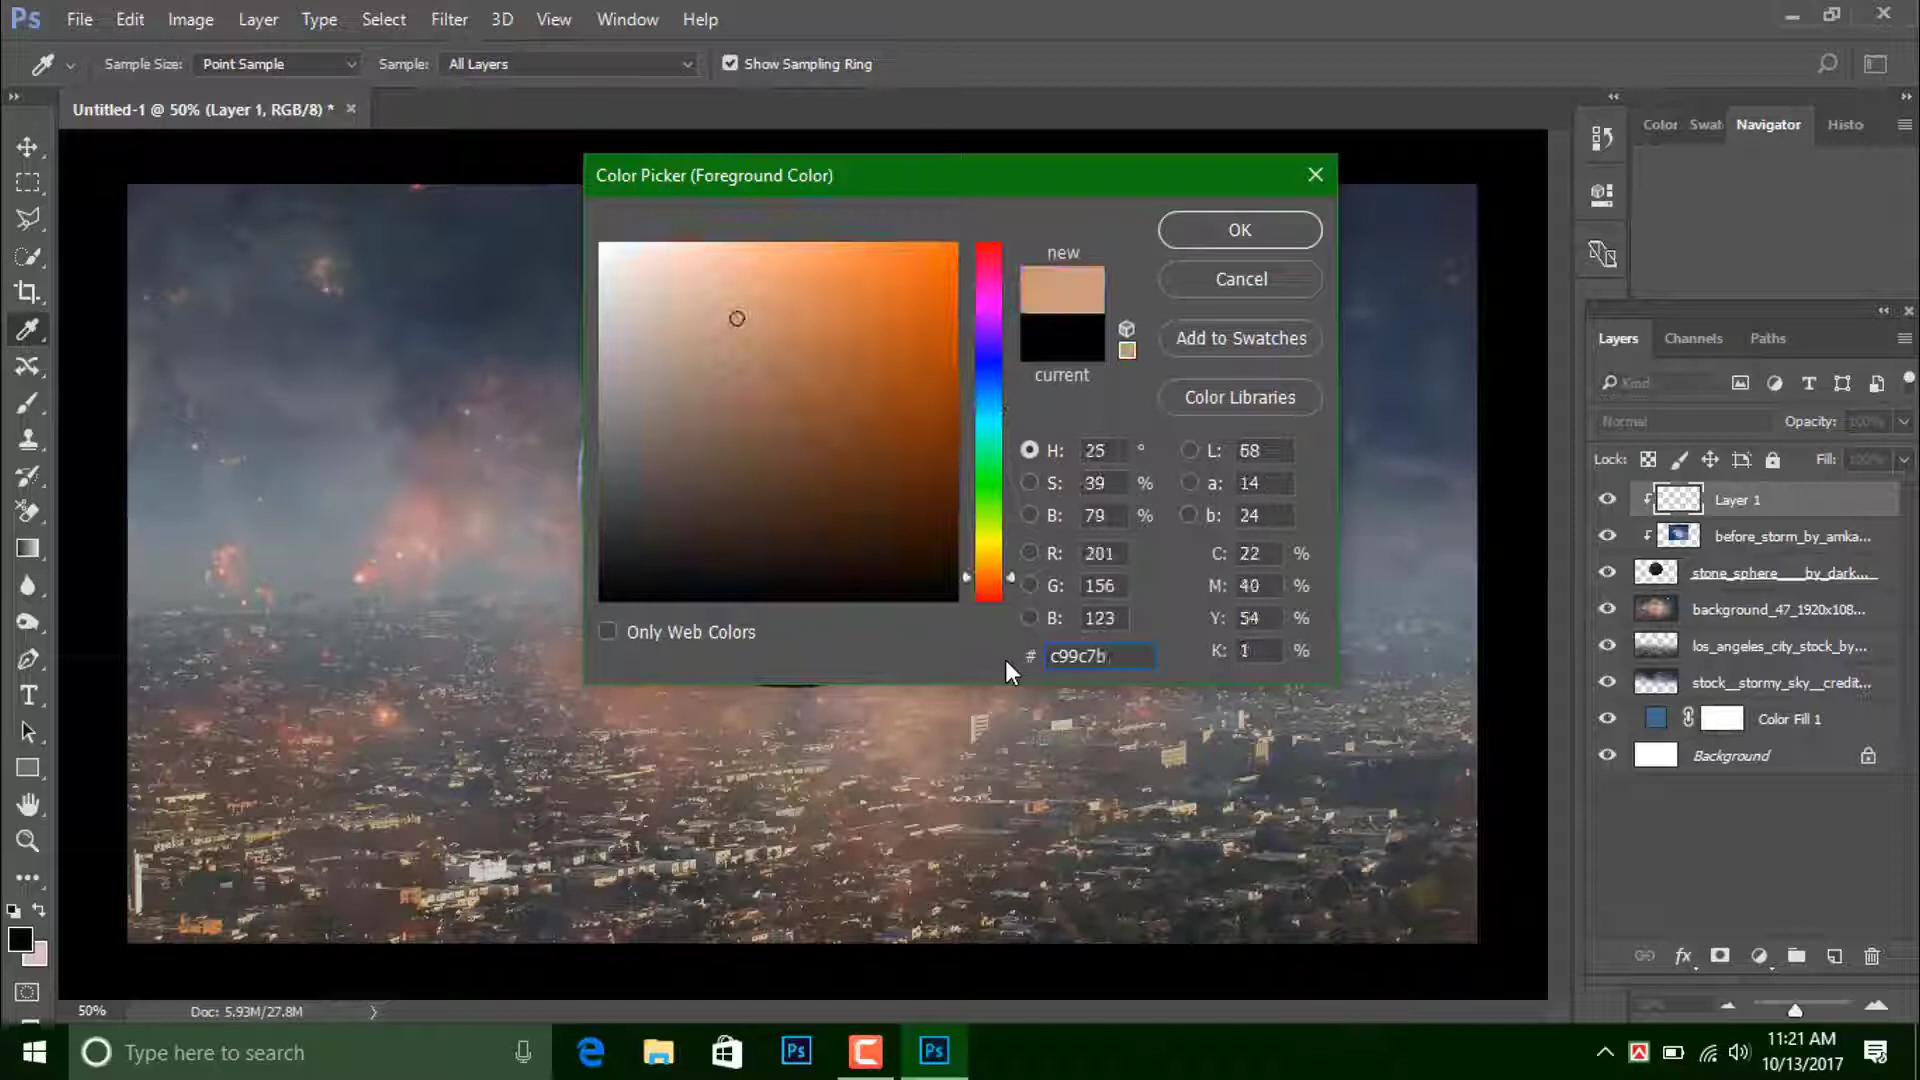 Ps File Edit Image Layer Type Select Filter 3D View Window Help
Sample Size: Point Sample Sample: All Layers Show Sampling Ring
Untitled-1 @ 50% (Layer 1, RGB/8) *
Color Swat Navigator Histo
Color Picker (Foreground Color)
new
current
OK
Cancel
Add to Swatches
Color Libraries
H: 25 ° L: 68
S: 39 % a: 14
B: 79 % b: 24
R: 201 C: 22 %
G: 156 M: 40 %
B: 123 Y: 54 %
# c99c7b K: 1 %
Only Web Colors
Layers Channels Paths
Kind
Normal Opacity: 100%
Lock: Fill: 100%
Layer 1
before_storm_by_amka...
stone_sphere____by_dark...
background_47_1920x108...
los_angeles_city_stock_by...
stock__stormy_sky__credit...
Color Fill 1
Background
50% Doc: 5.93M/27.8M
Type here to search
Ps
Ps
11:21 AM
10/13/2017